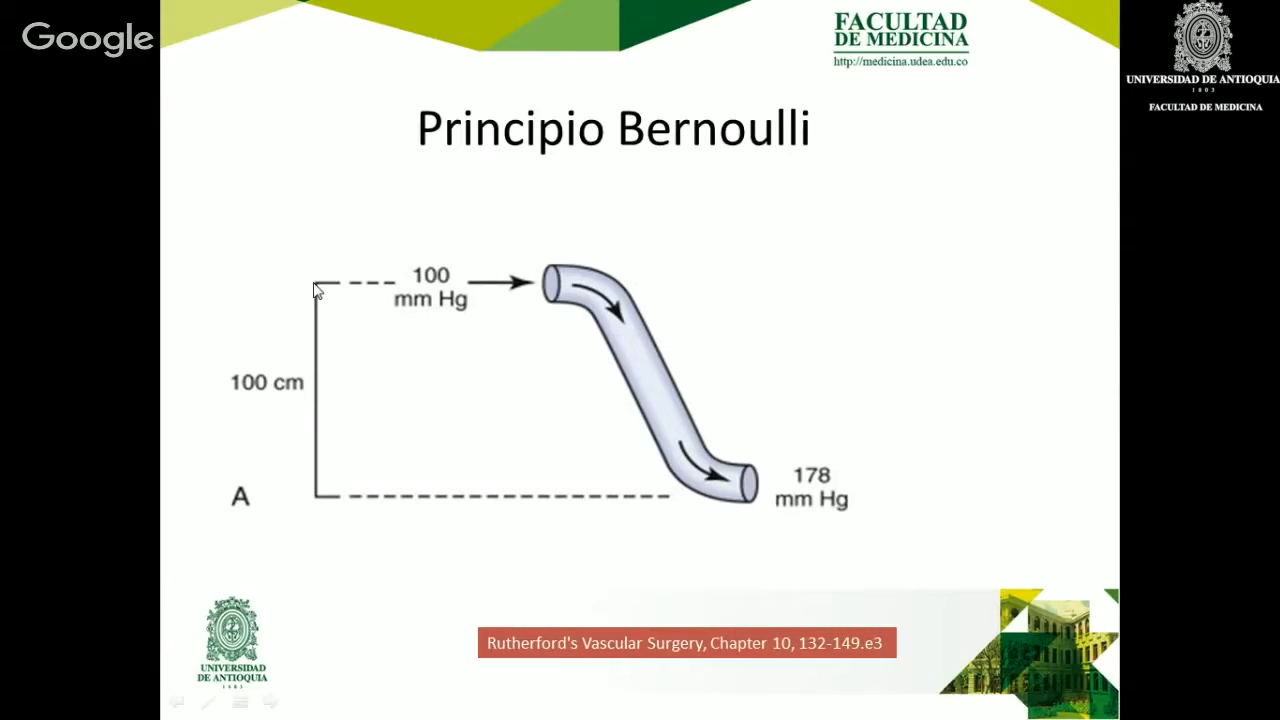 Google
FACULTAD
DE MEDICINA
http://medicina.udea.edu.co
UNIVERSIDAD DE ANTIOQUIA
1803
FACULTAD DE MEDICINA
Principio Bernoulli
100
mm Hg
100 cm
A
178
mm Hg
Rutherford's Vascular Surgery, Chapter 10, 132-149.e3
UNIVERSIDAD
DE ANTIOQUIA
1803